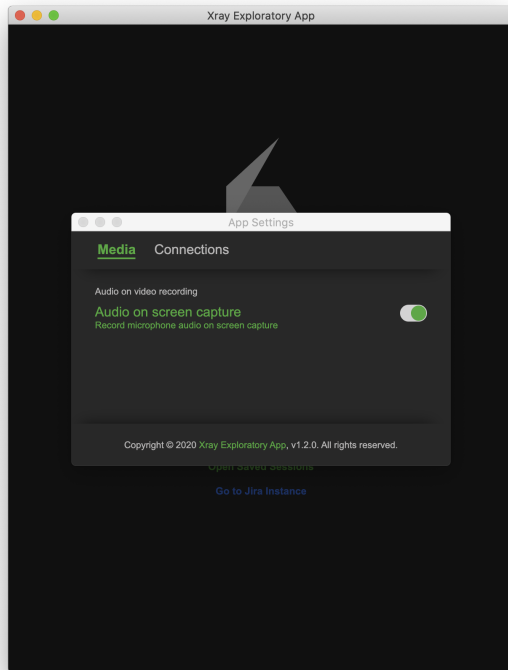 Xray Exploratory App
App Settings
Media Connections
Audio on video recording
Audio on screen capture
Record microphone audio on screen capture
Copyright © 2020 Xray Exploratory App, v1.2.0. All rights reserved.
Open Saved Sessions
Go to Jira Instance